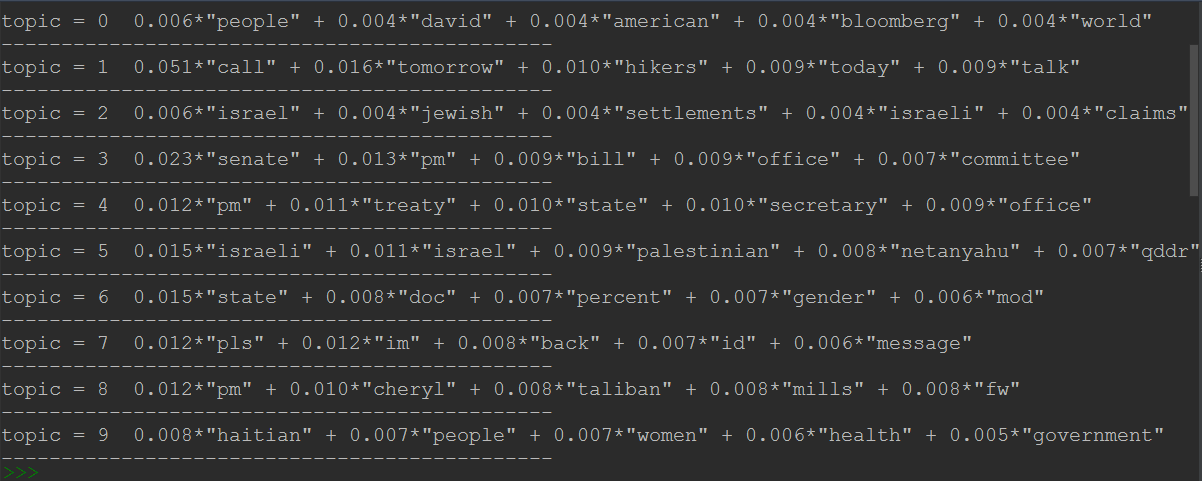 topic = 0  0.006*"people" + 0.004*"david" + 0.004*"american" + 0.004*"bloomberg" + 0.004*"world"
----------------------------------------------
topic = 1  0.051*"call" + 0.016*"tomorrow" + 0.010*"hikers" + 0.009*"today" + 0.009*"talk"
----------------------------------------------
topic = 2  0.006*"israel" + 0.004*"jewish" + 0.004*"settlements" + 0.004*"israeli" + 0.004*"claims"
----------------------------------------------
topic = 3  0.023*"senate" + 0.013*"pm" + 0.009*"bill" + 0.009*"office" + 0.007*"committee"
----------------------------------------------
topic = 4  0.012*"pm" + 0.011*"treaty" + 0.010*"state" + 0.010*"secretary" + 0.009*"office"
----------------------------------------------
topic = 5  0.015*"israeli" + 0.011*"israel" + 0.009*"palestinian" + 0.008*"netanyahu" + 0.007*"qddr"
----------------------------------------------
topic = 6  0.015*"state" + 0.008*"doc" + 0.007*"percent" + 0.007*"gender" + 0.006*"mod"
----------------------------------------------
topic = 7  0.012*"pls" + 0.012*"im" + 0.008*"back" + 0.007*"id" + 0.006*"message"
----------------------------------------------
topic = 8  0.012*"pm" + 0.010*"cheryl" + 0.008*"taliban" + 0.008*"mills" + 0.008*"fw"
----------------------------------------------
topic = 9  0.008*"haitian" + 0.007*"people" + 0.007*"women" + 0.006*"health" + 0.005*"government"
----------------------------------------------
>>>